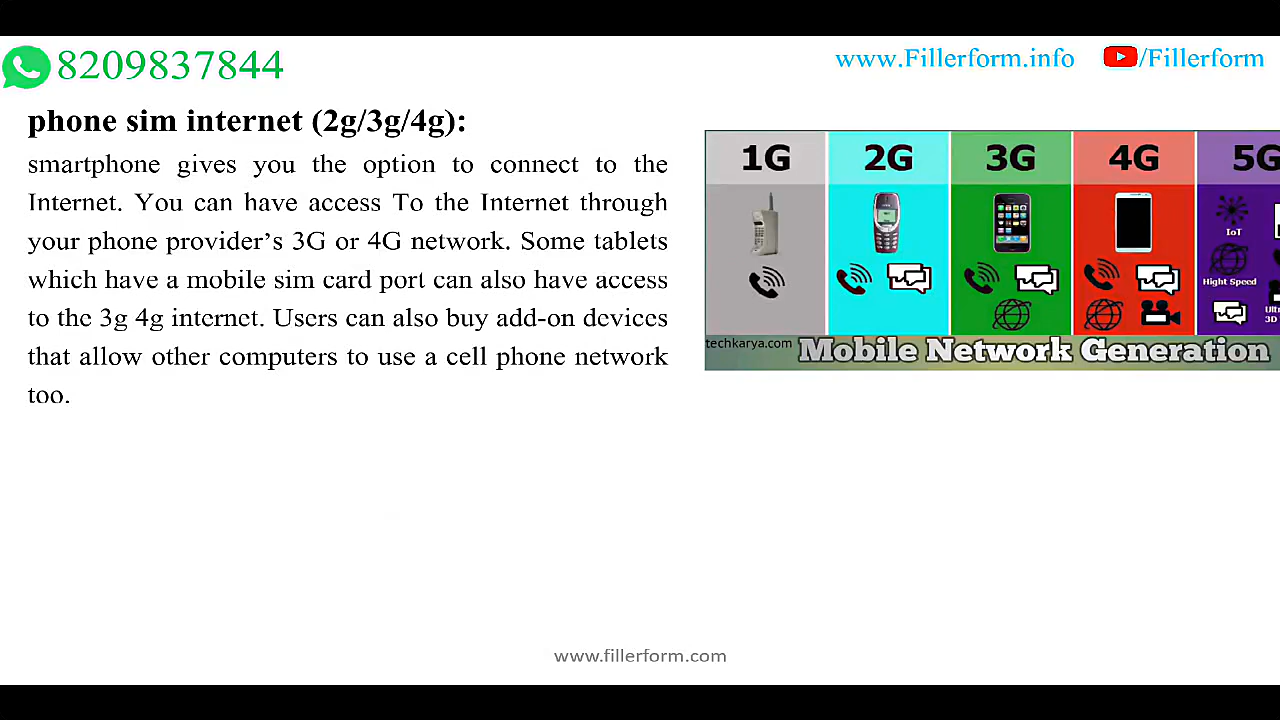 8209837844
www.Fillerform.info
/Fillerform
phone sim internet (2g/3g/4g):
smartphone gives you the option to connect to the
Internet. You can have access To the Internet through
your phone provider’s 3G or 4G network. Some tablets
which have a mobile sim card port can also have access
to the 3g 4g internet. Users can also buy add-on devices
that allow other computers to use a cell phone network
too.
1G 2G 3G 4G 5G
IoT
Hight Speed
3D
techkarya.com
Mobile Network Generation
www.fillerform.com